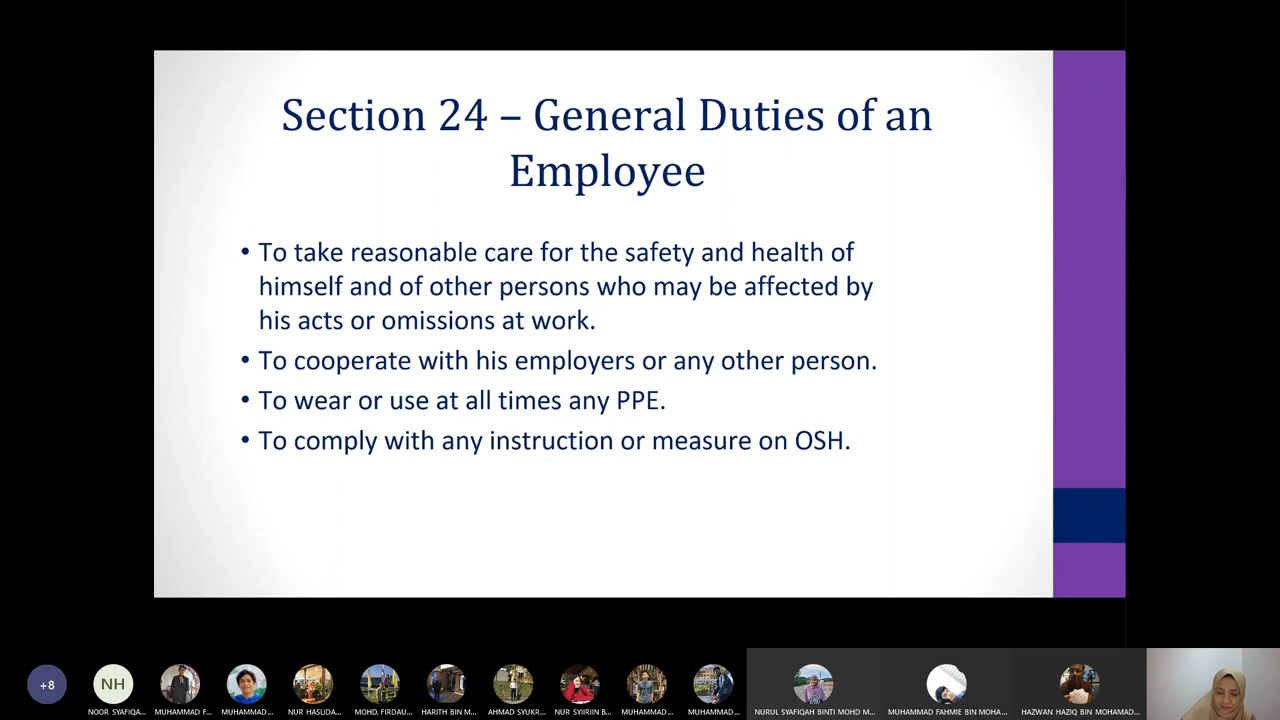 Section 24 – General Duties of an
Employee
• To take reasonable care for the safety and health of
himself and of other persons who may be affected by
his acts or omissions at work.
• To cooperate with his employers or any other person.
• To wear or use at all times any PPE.
• To comply with any instruction or measure on OSH.
+8
NH
NOOR SYAFIQA...
MUHAMMAD F...
MUHAMMAD ...
NUR HASLIDA...
MOHD. FIRDAU...
HARITH BIN M...
AHMAD SYUKR...
NUR SYIIRIIN B...
MUHAMMAD ...
MUHAMMAD ...
NURUL SYAFIQAH BINTI MOHD M...
MUHAMMAD FAHMIE BIN MOHA...
HAZWAN HAZIQ BIN MOHAMAD...